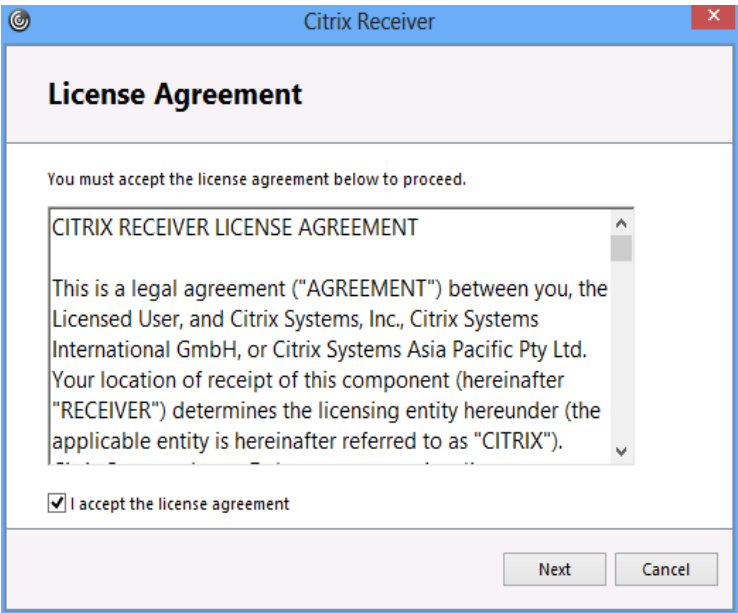 Citrix Receiver
License Agreement
You must accept the license agreement below to proceed.
CITRIX RECEIVER LICENSE AGREEMENT
This is a legal agreement ("AGREEMENT") between you, the
Licensed User, and Citrix Systems, Inc., Citrix Systems
International GmbH, or Citrix Systems Asia Pacific Pty Ltd.
Your location of receipt of this component (hereinafter
"RECEIVER") determines the licensing entity hereunder (the
applicable entity is hereinafter referred to as "CITRIX").
I accept the license agreement
Next Cancel